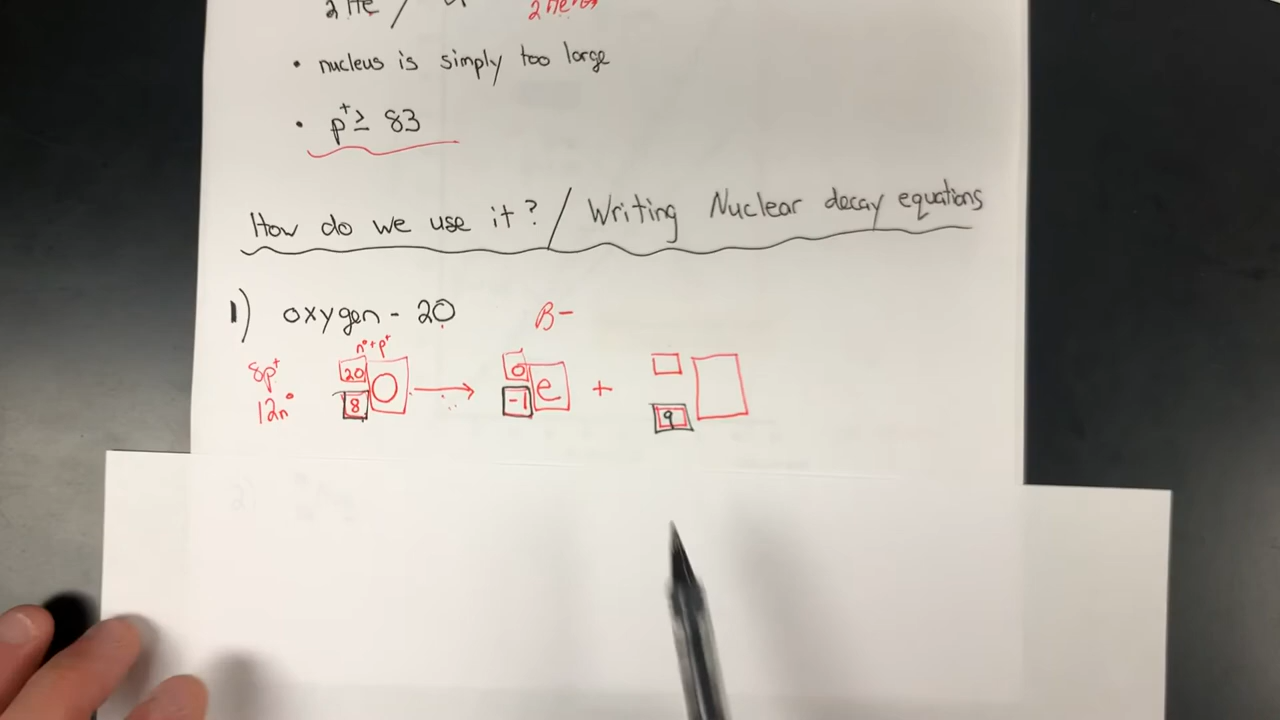 • nucleus is simply too large
• p⁺ ≥ 83
How do we use it? / Writing Nuclear decay equations
1) oxygen - 20 B-
n° + p⁺
8p⁺ 20 0
12n° 8 O → -1 e + 9